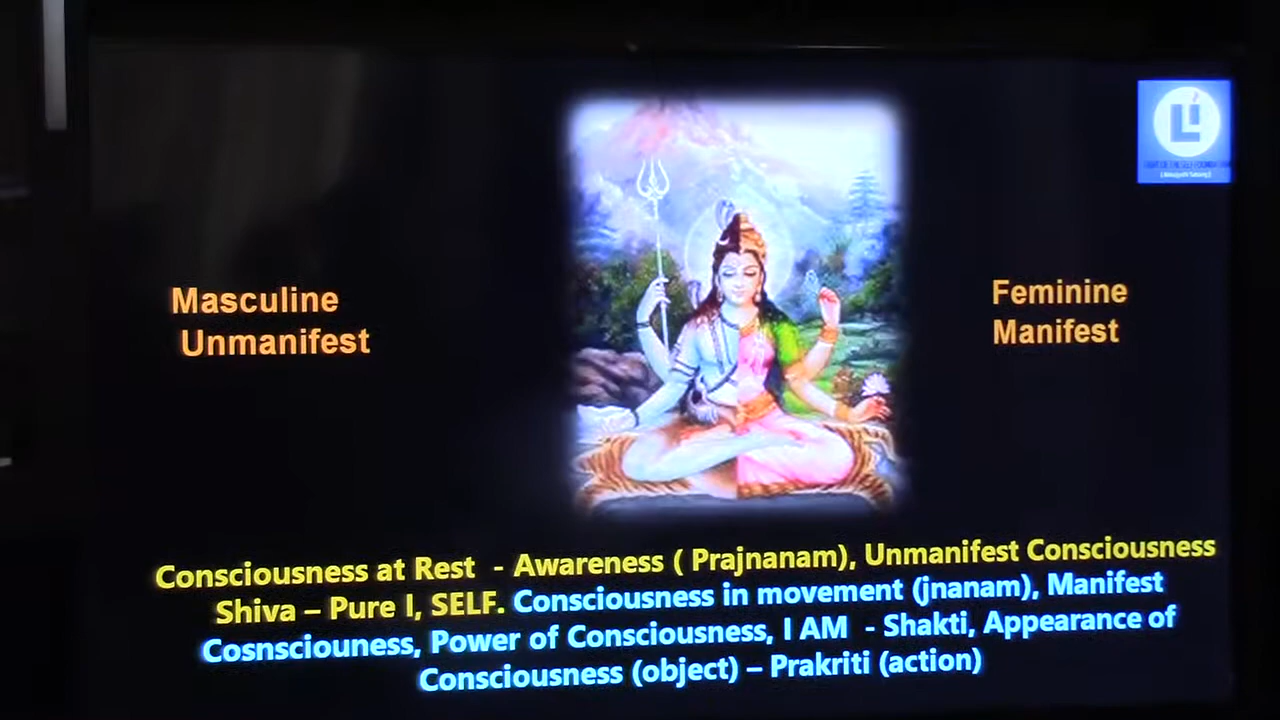 Masculine
Unmanifest
Feminine
Manifest
Consciousness at Rest - Awareness ( Prajnanam), Unmanifest Consciousness
Shiva – Pure I, SELF. Consciousness in movement (jnanam), Manifest
Cosnsciouness, Power of Consciousness, I AM - Shakti, Appearance of
Consciousness (object) – Prakriti (action)